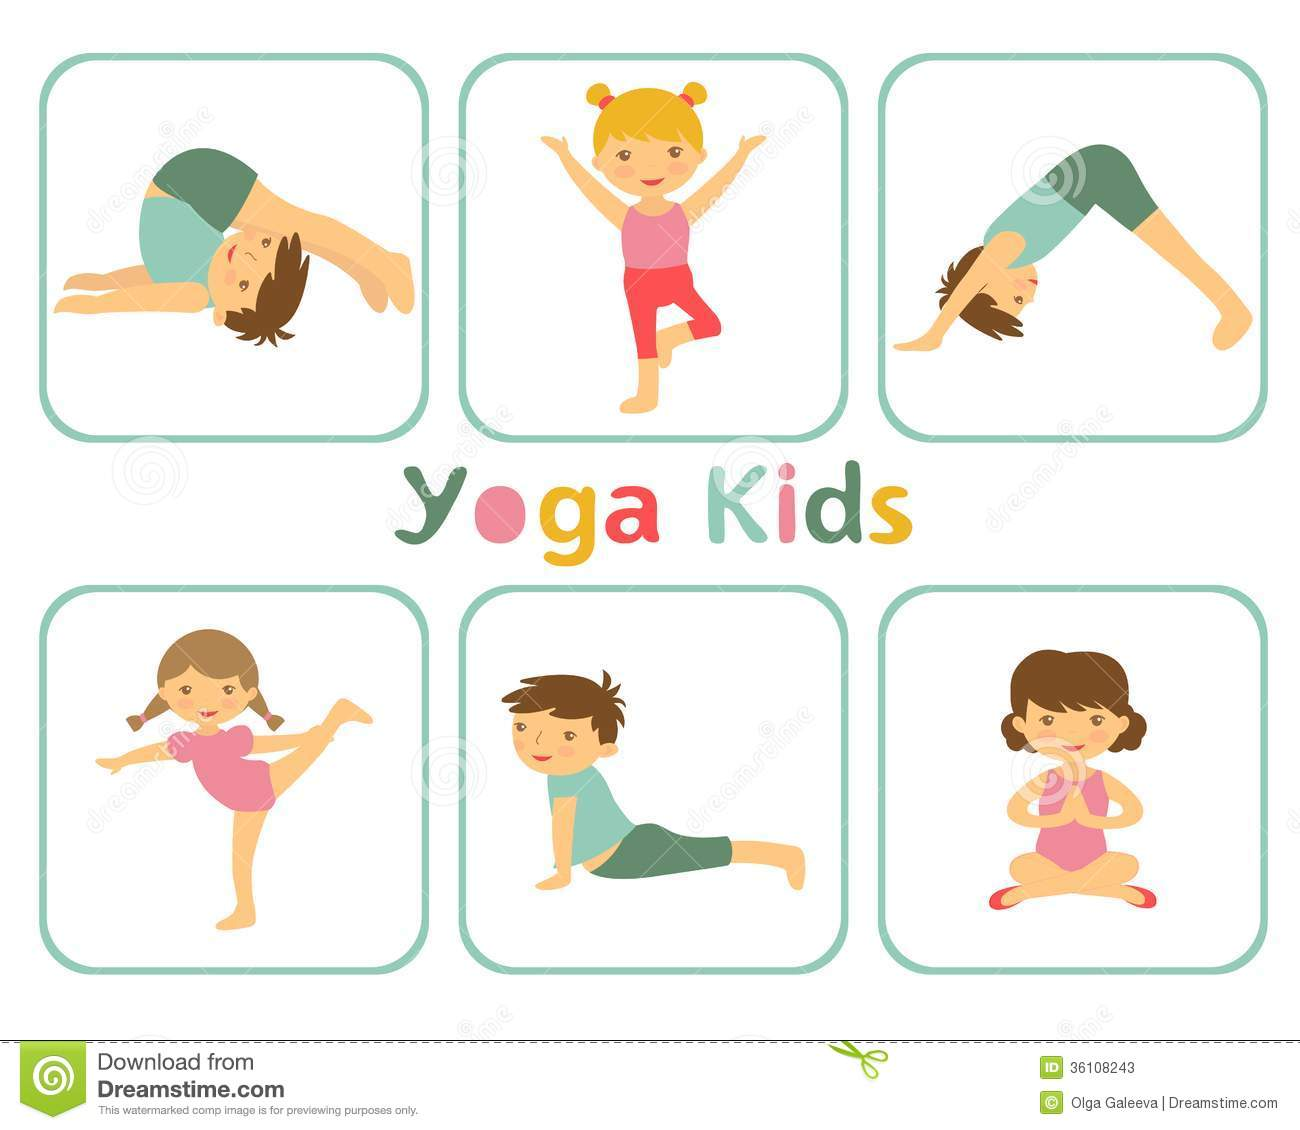 Yoga Kids
Download from
Dreamstime.com
This watermarked comp image is for previewing purposes only.
ID 36108243
© Olga Galeeva | Dreamstime.com